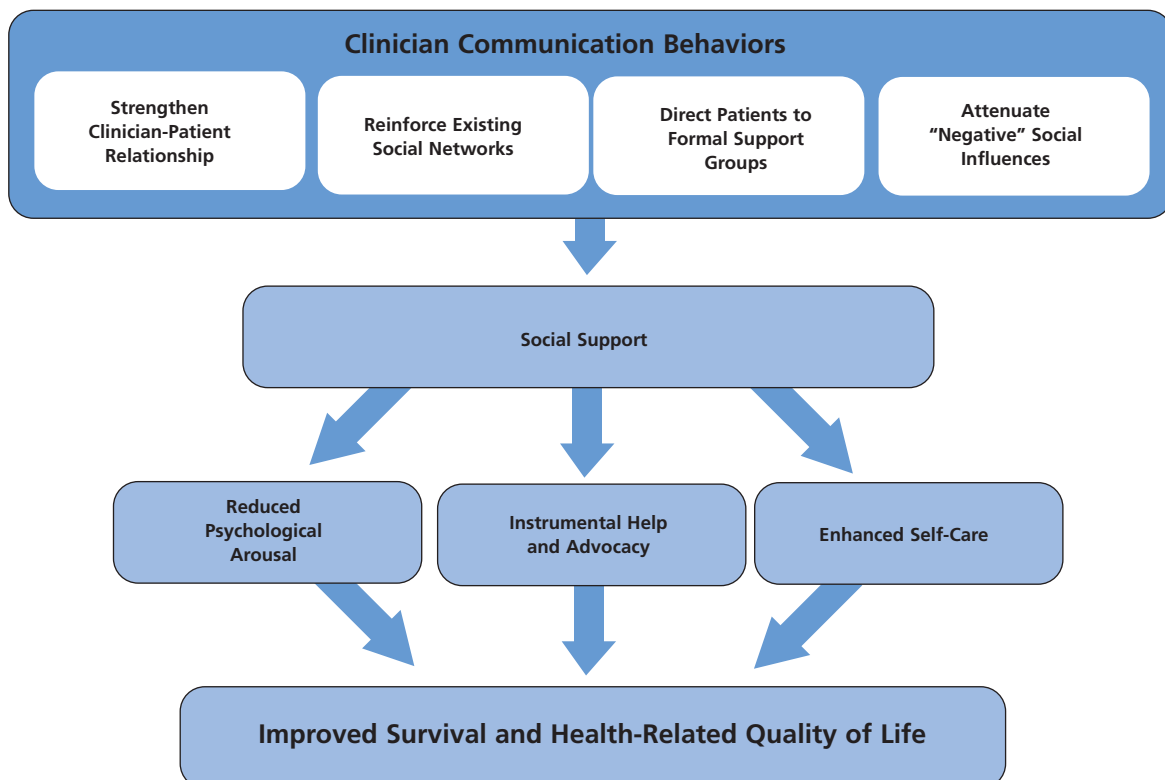 Clinician Communication Behaviors
Strengthen
Clinician-Patient
Relationship
Reinforce Existing
Social Networks
Direct Patients to
Formal Support
Groups
Attenuate
“Negative” Social
Influences
Social Support
Reduced
Psychological
Arousal
Instrumental Help
and Advocacy
Enhanced Self-Care
Improved Survival and Health-Related Quality of Life